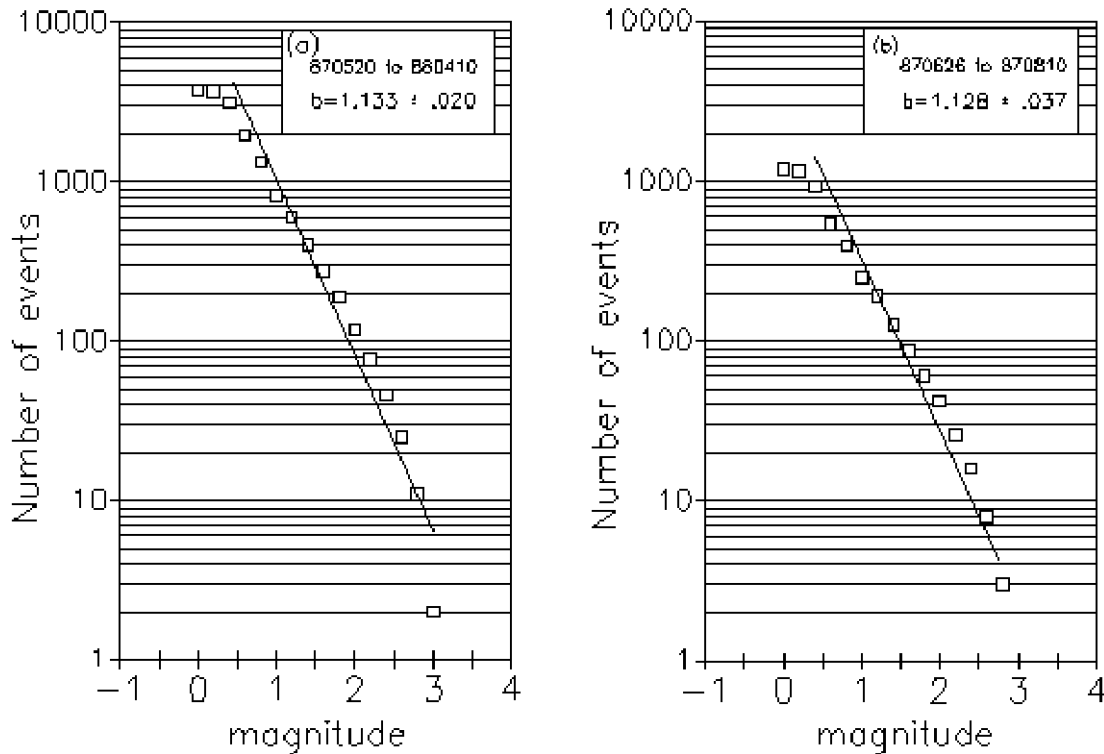 (a)
870520 to 880410
b=1.133 ± .020
10000
1000
100
10
1
Number of events
-1 0 1 2 3 4
magnitude
(b)
870626 to 870810
b=1.128 ± .037
10000
1000
100
10
1
Number of events
-1 0 1 2 3 4
magnitude